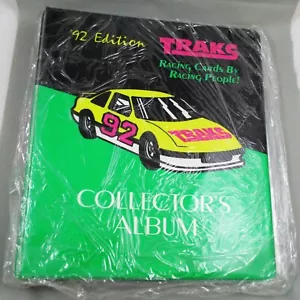 92 Edition
TRAKS
RACING CARDS BY
RACING PEOPLE!
92
TRAKS
COLLECTOR'S
ALBUM